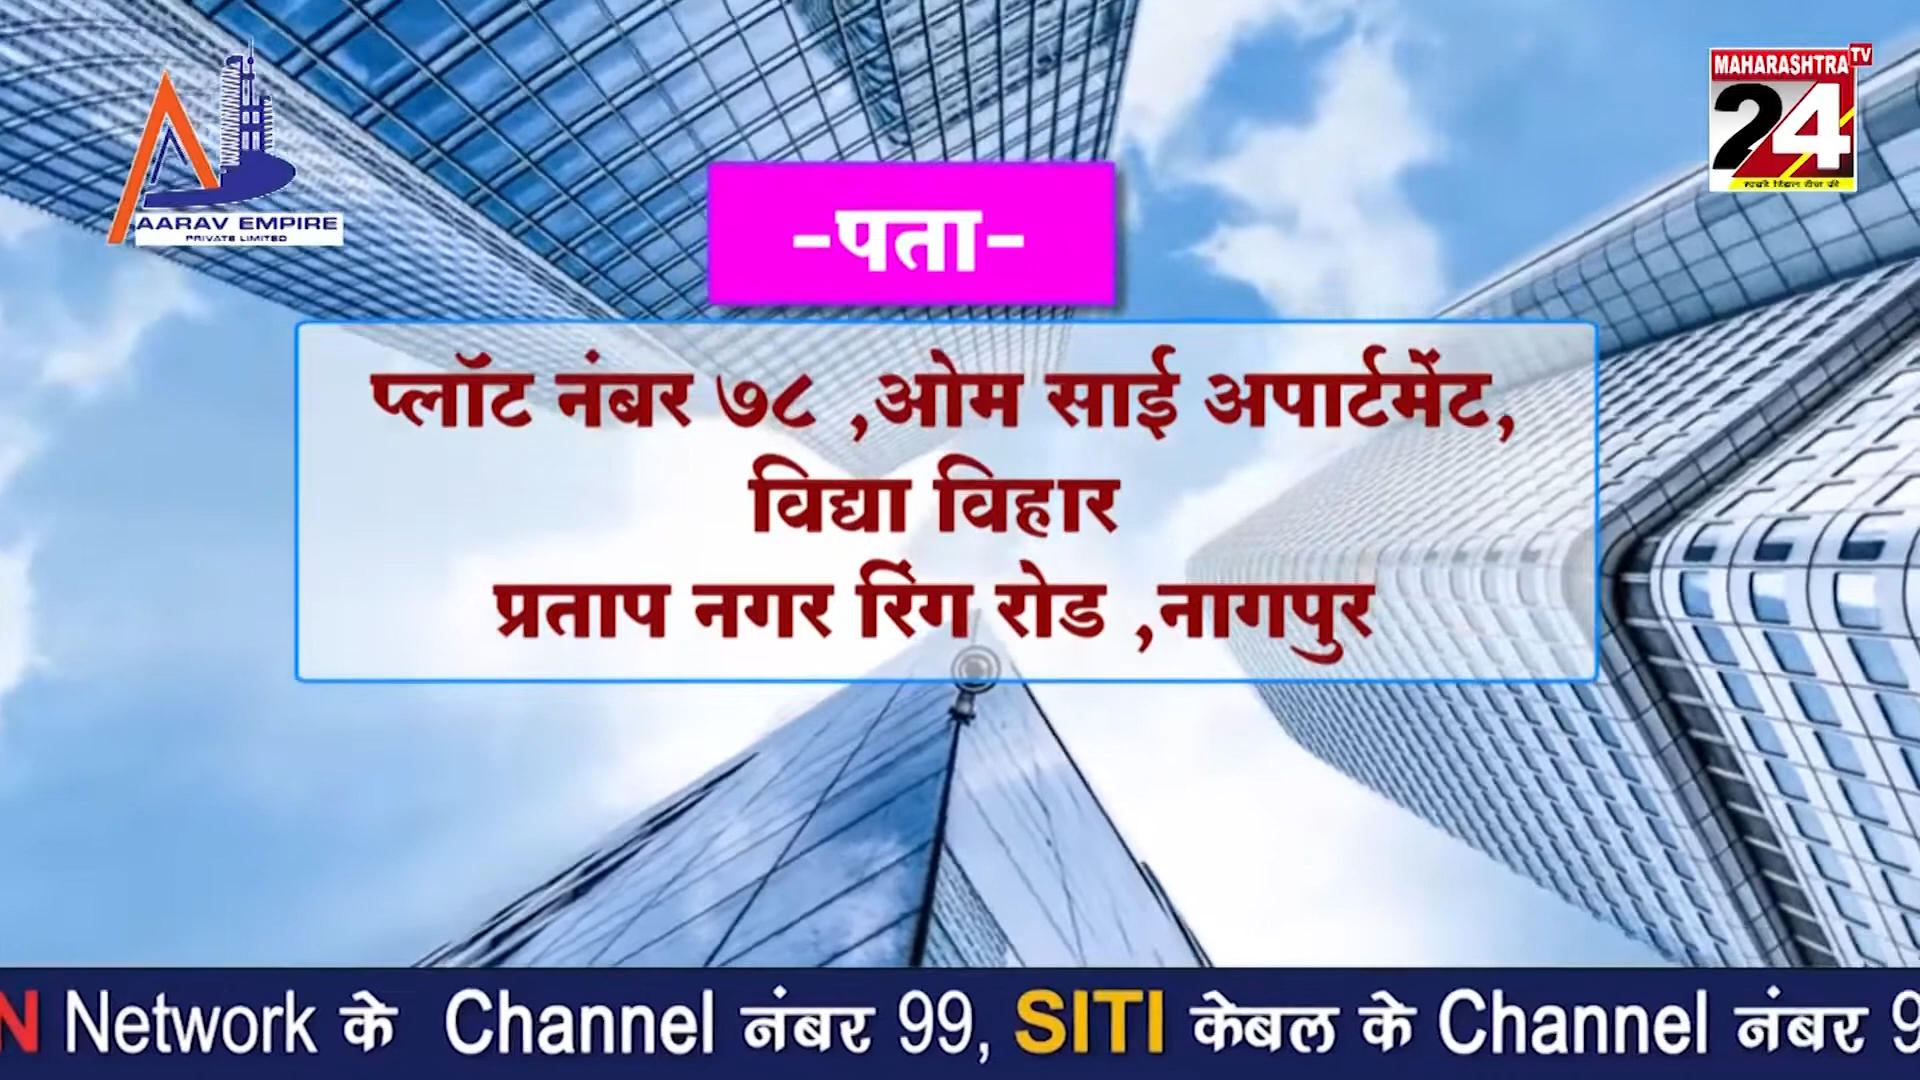 AARAV EMPIRE
PRIVATE LIMITED
MAHARASHTRA TV
24
-पता-
प्लॉट नंबर ७८ ,ओम साई अपार्टमेंट,
विद्या विहार
प्रताप नगर रिंग रोड ,नागपुर
N Network के Channel नंबर 99, SITI केबल के Channel नंबर 9